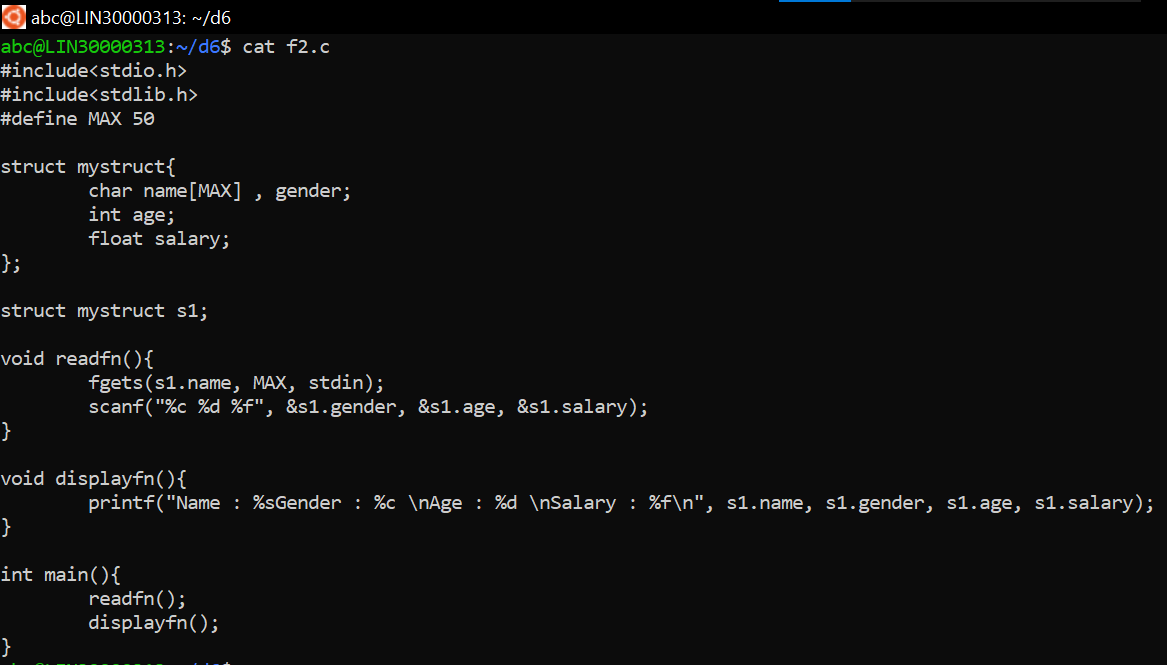 abc@LIN30000313: ~/d6
abc@LIN30000313:~/d6$ cat f2.c
#include<stdio.h>
#include<stdlib.h>
#define MAX 50
struct mystruct{
char name[MAX] , gender;
int age;
float salary;
};
struct mystruct s1;
void readfn(){
fgets(s1.name, MAX, stdin);
scanf("%c %d %f", &s1.gender, &s1.age, &s1.salary);
}
void displayfn(){
printf("Name : %sGender : %c \nAge : %d \nSalary : %f\n", s1.name, s1.gender, s1.age, s1.salary);
}
int main(){
readfn();
displayfn();
}